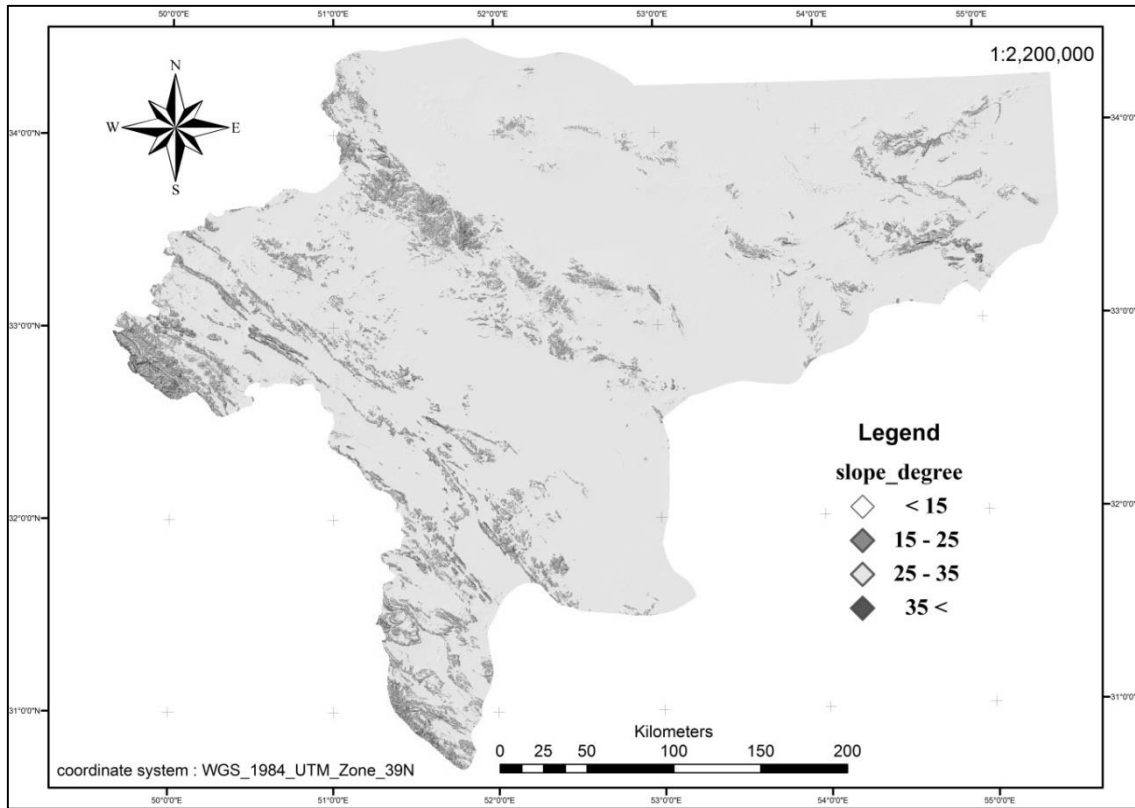 50°0'0"E 51°0'0"E 52°0'0"E 53°0'0"E 54°0'0"E 55°0'0"E
1:2,200,000
N
W E
S
34°0'0"N 34°0'0"N
33°0'0"N 33°0'0"N
Legend
slope_degree
< 15
32°0'0"N 32°0'0"N
15 - 25
25 - 35
35 <
31°0'0"N 31°0'0"N
Kilometers
0 25 50 100 150 200
coordinate system : WGS_1984_UTM_Zone_39N
50°0'0"E 51°0'0"E 52°0'0"E 53°0'0"E 54°0'0"E 55°0'0"E